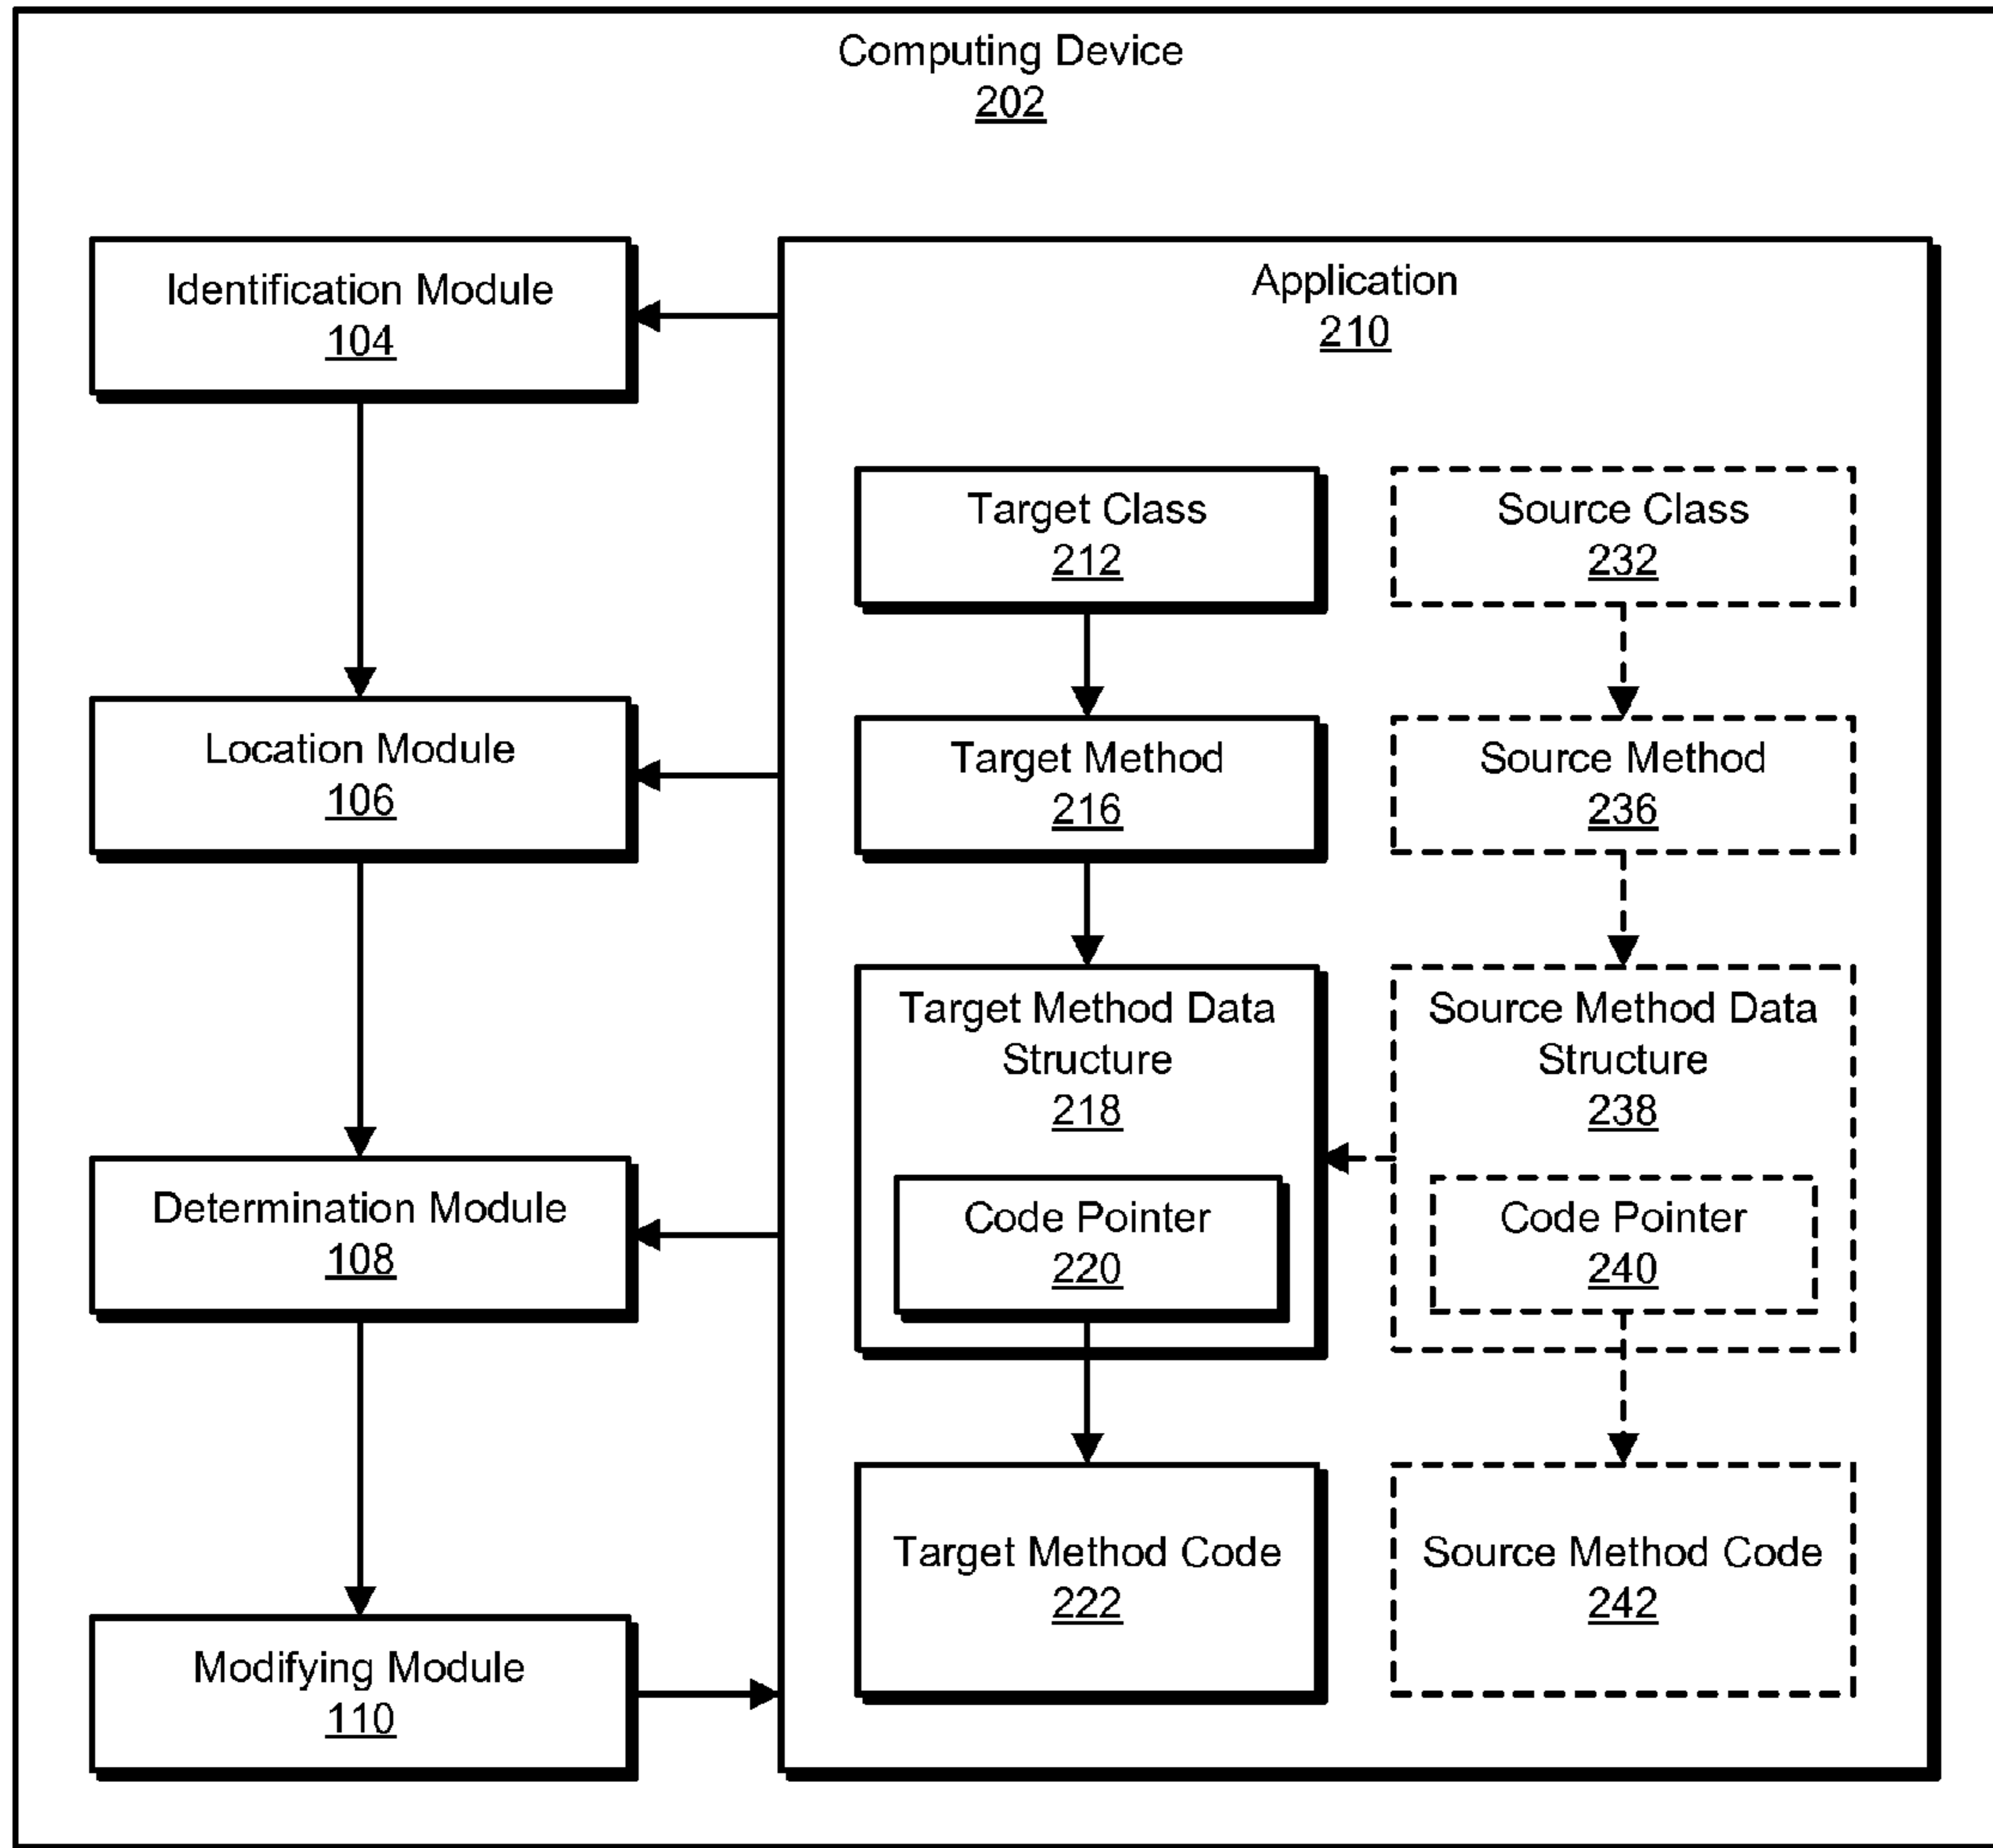 Computing Device
202
Identification Module
104
Location Module
106
Determination Module
108
Modifying Module
110
Application
210
Target Class
212
Target Method
216
Target Method Data
Structure
218
Code Pointer
220
Target Method Code
222
Source Class
232
Source Method
236
Source Method Data
Structure
238
Code Pointer
240
Source Method Code
242